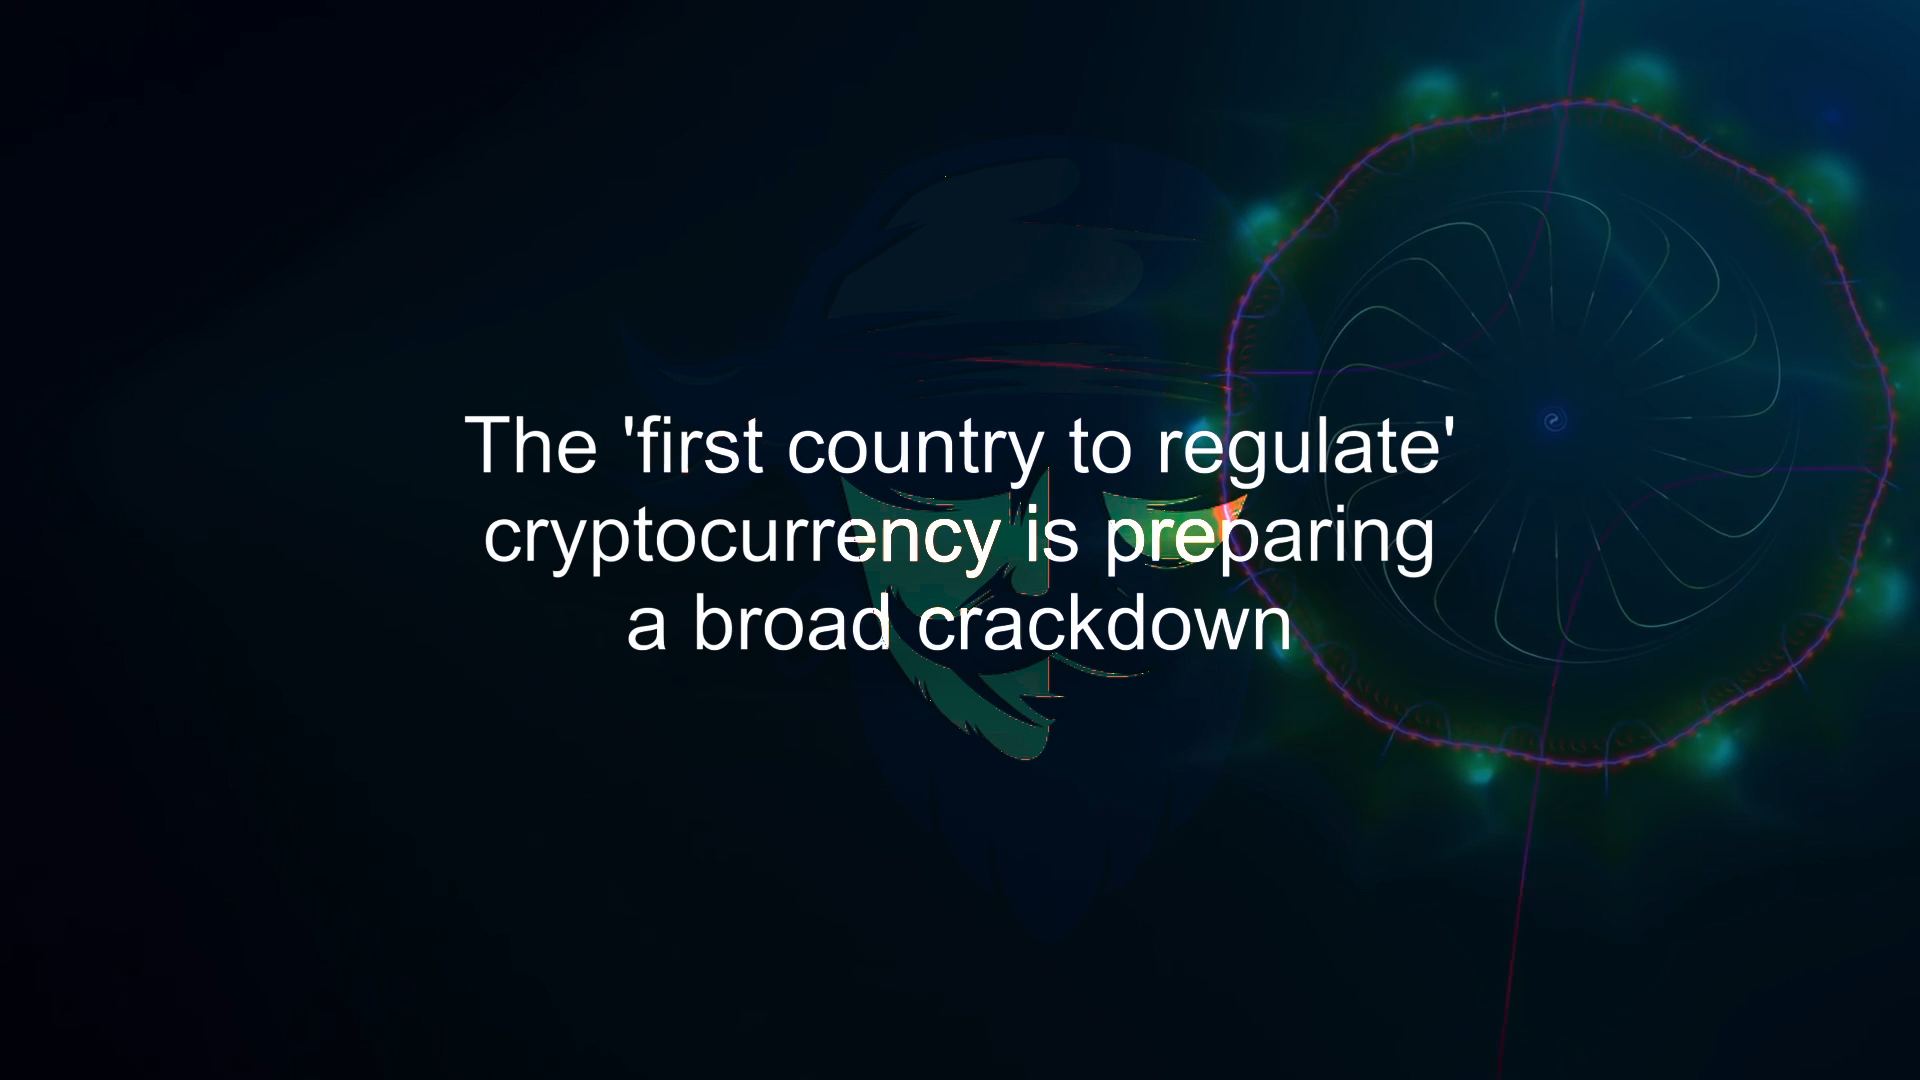 The 'first country to regulate'
cryptocurrency is preparing
a broad crackdown